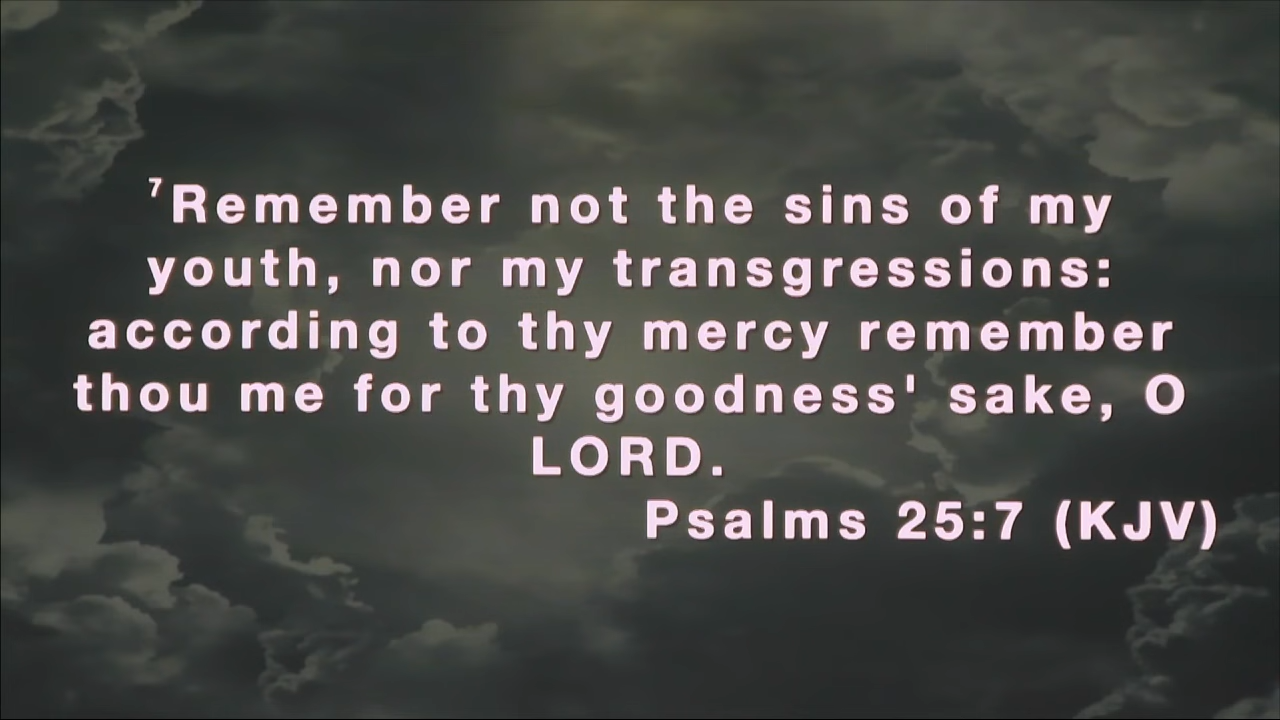 ⁷Remember not the sins of my
youth, nor my transgressions:
according to thy mercy remember
thou me for thy goodness' sake, O
LORD.
Psalms 25:7 (KJV)